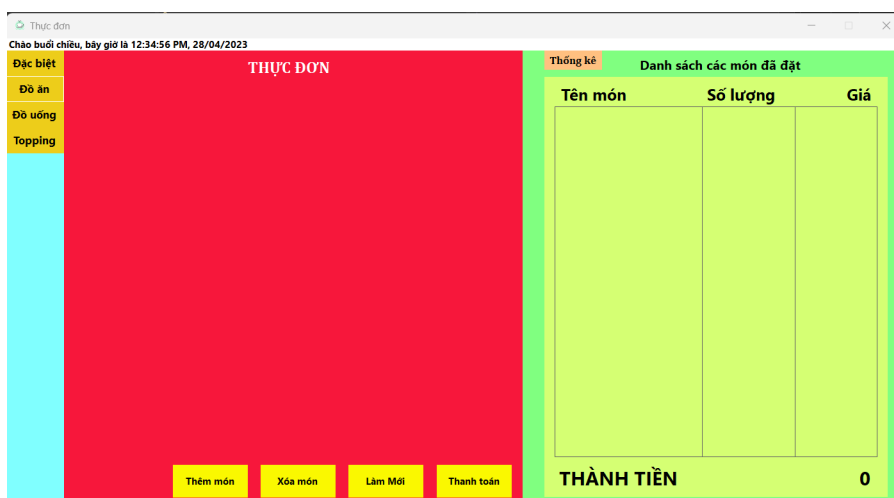 Thực đơn
Chào buổi chiều, bây giờ là 12:34:56 PM, 28/04/2023
Đặc biệt
Đồ ăn
Đồ uống
Topping
THỰC ĐƠN
Thêm món
Xóa món
Làm Mới
Thanh toán
Thống kê
Danh sách các món đã đặt
Tên món Số lượng Giá
THÀNH TIỀN 0